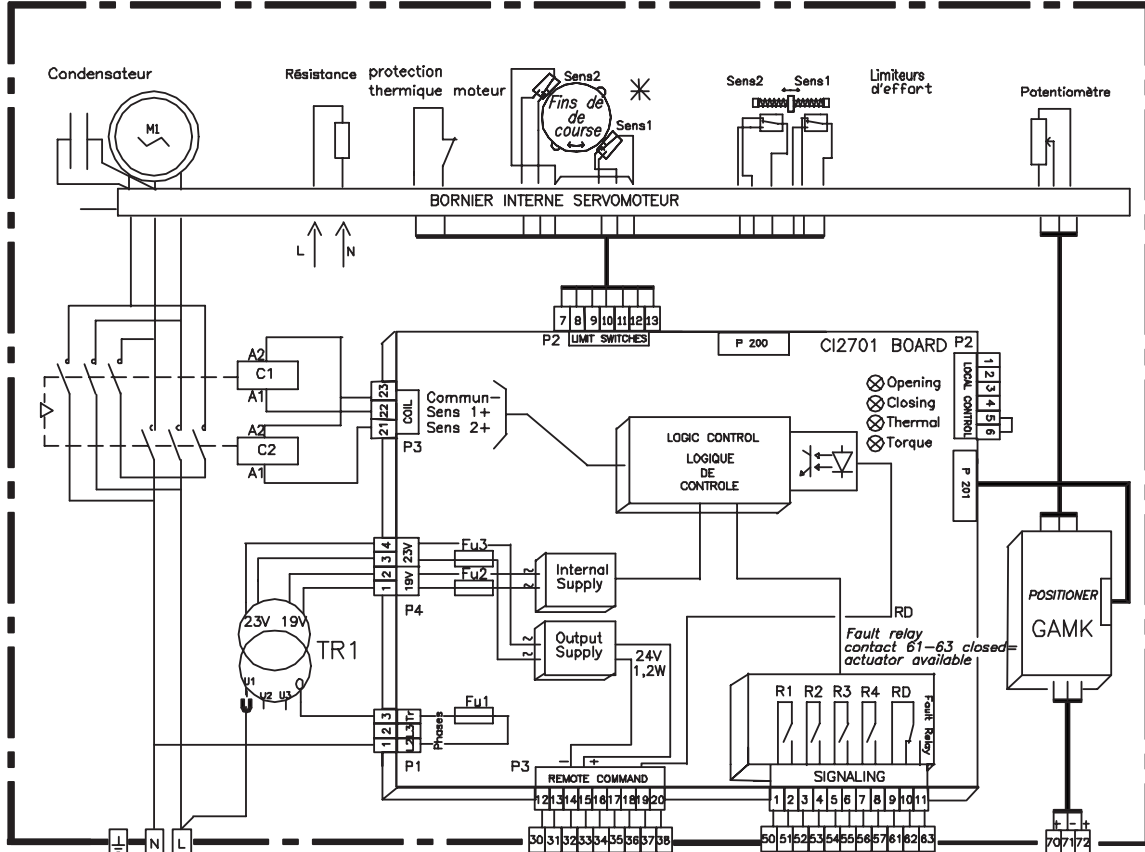 Condensateur
M1
Résistance
protection
thermique moteur
Sens2
Fins de
de
course
Sens1
Sens2
Sens1
Limiteurs
d'effort
Potentiomètre
BORNIER INTERNE SERVOMOTEUR
L
N
7 8 9 10 11 12 13
P2 LIMIT SWITCHES
P 200
CI2701 BOARD
P2
LOCAL CONTROL
1 2 3 4 5 6
Opening
Closing
Thermal
Torque
A2
C1
A1
A2
C2
A1
23
22
21
COIL
P3
Commun-
Sens 1+
Sens 2+
LOGIC CONTROL
LOGIQUE
DE
CONTROLE
P 201
4
3
2
1
23V
19V
P4
Fu3
Fu2
Internal
Supply
Output
Supply
24V
1,2W
RD
Fault relay
contact 61-63 closed=
actuator available
POSITIONER
GAMK
23V 19V
TR1
U1
U2 U3 0
3
2
1
Tr
L3
L2
Phases
P1
Fu1
R1 R2 R3 R4 RD
Fault Relay
- +
P3 REMOTE COMMAND
12 13 14 15 16 17 18 19 20
30 31 32 33 34 35 36 37 38
SIGNALING
1 2 3 4 5 6 7 8 9 10 11
50 51 52 53 54 55 56 57 61 62 63
N L
+ - +
70 71 72